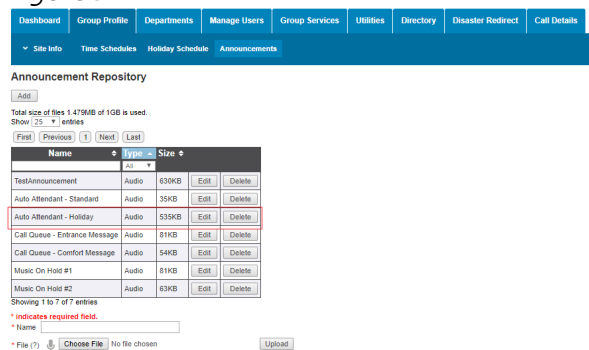 Dashboard Group Profile Departments Manage Users Group Services Utilities Directory Disaster Redirect Call Details
Site Info Time Schedules Holiday Schedule Announcements
Announcement Repository
Add
Total size of files 1.479MB of 1GB is used.
Show 25 entries
First Previous 1 Next Last
Name Type Size
All
TestAnnouncement Audio 630KB Edit Delete
Auto Attendant - Standard Audio 35KB Edit Delete
Auto Attendant - Holiday Audio 535KB Edit Delete
Call Queue - Entrance Message Audio 81KB Edit Delete
Call Queue - Comfort Message Audio 54KB Edit Delete
Music On Hold #1 Audio 81KB Edit Delete
Music On Hold #2 Audio 63KB Edit Delete
Showing 1 to 7 of 7 entries
* indicates required field.
* Name
* File (?) Choose File No file chosen Upload